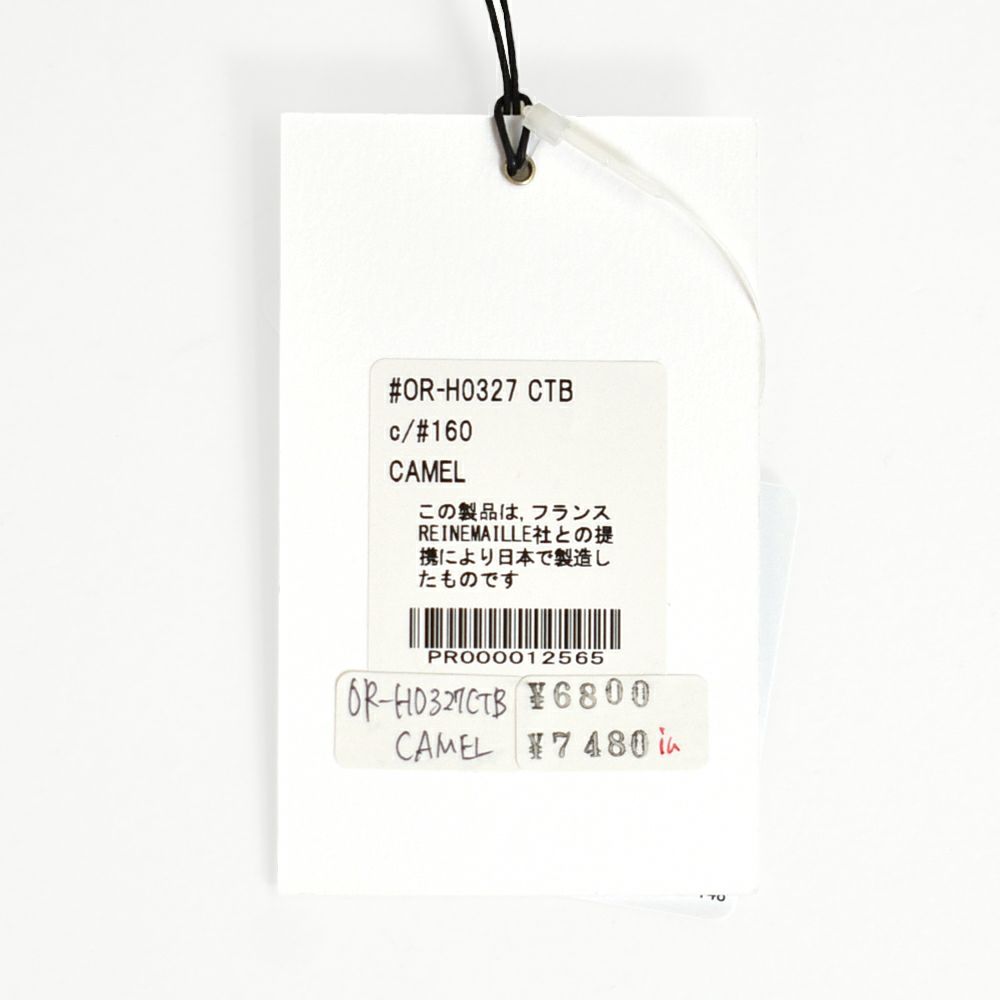 #OR-H0327 CTB
c/#160
CAMEL
この製品は,フランス
REINEMAILLE社との提
携により日本で製造し
たものです
PR000012565
OR-H0327CTB
CAMEL
¥6800
¥7480 in